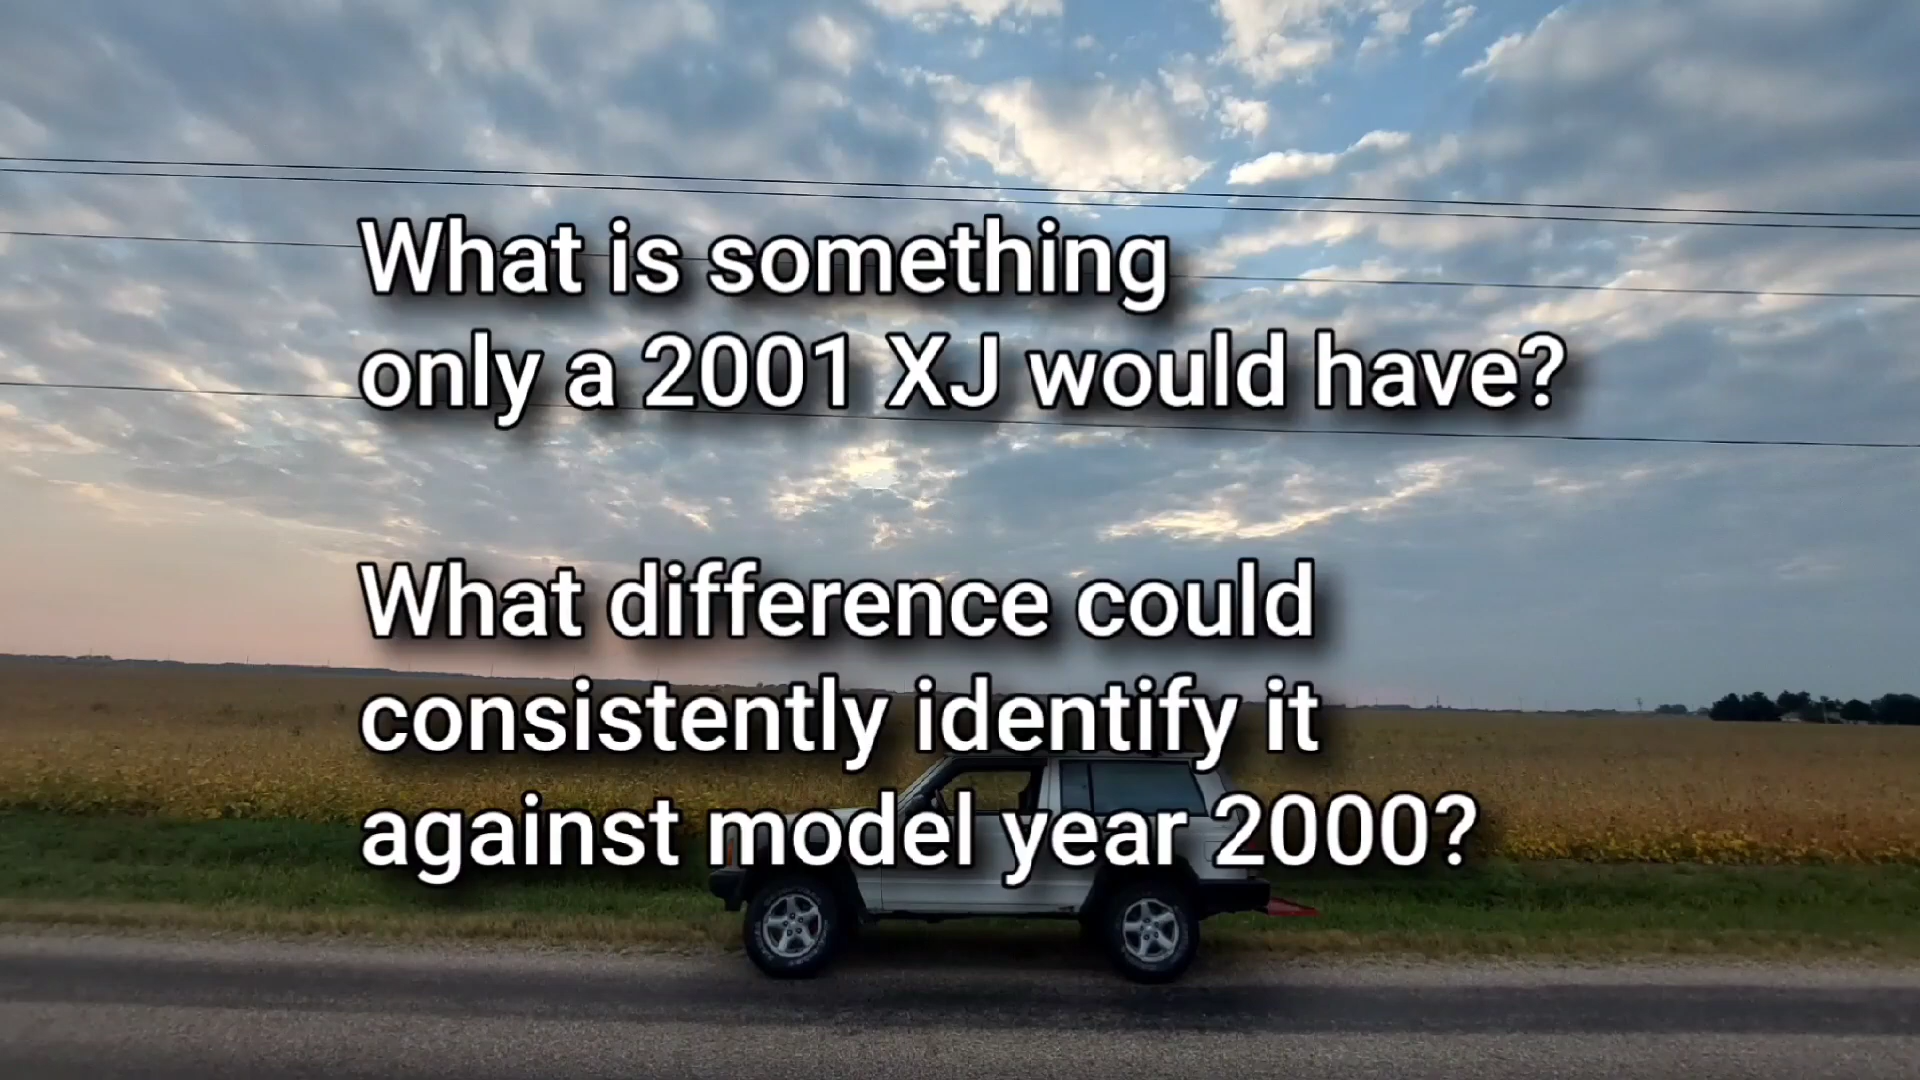 What is something
only a 2001 XJ would have?
What difference could
consistently identify it
against model year 2000?